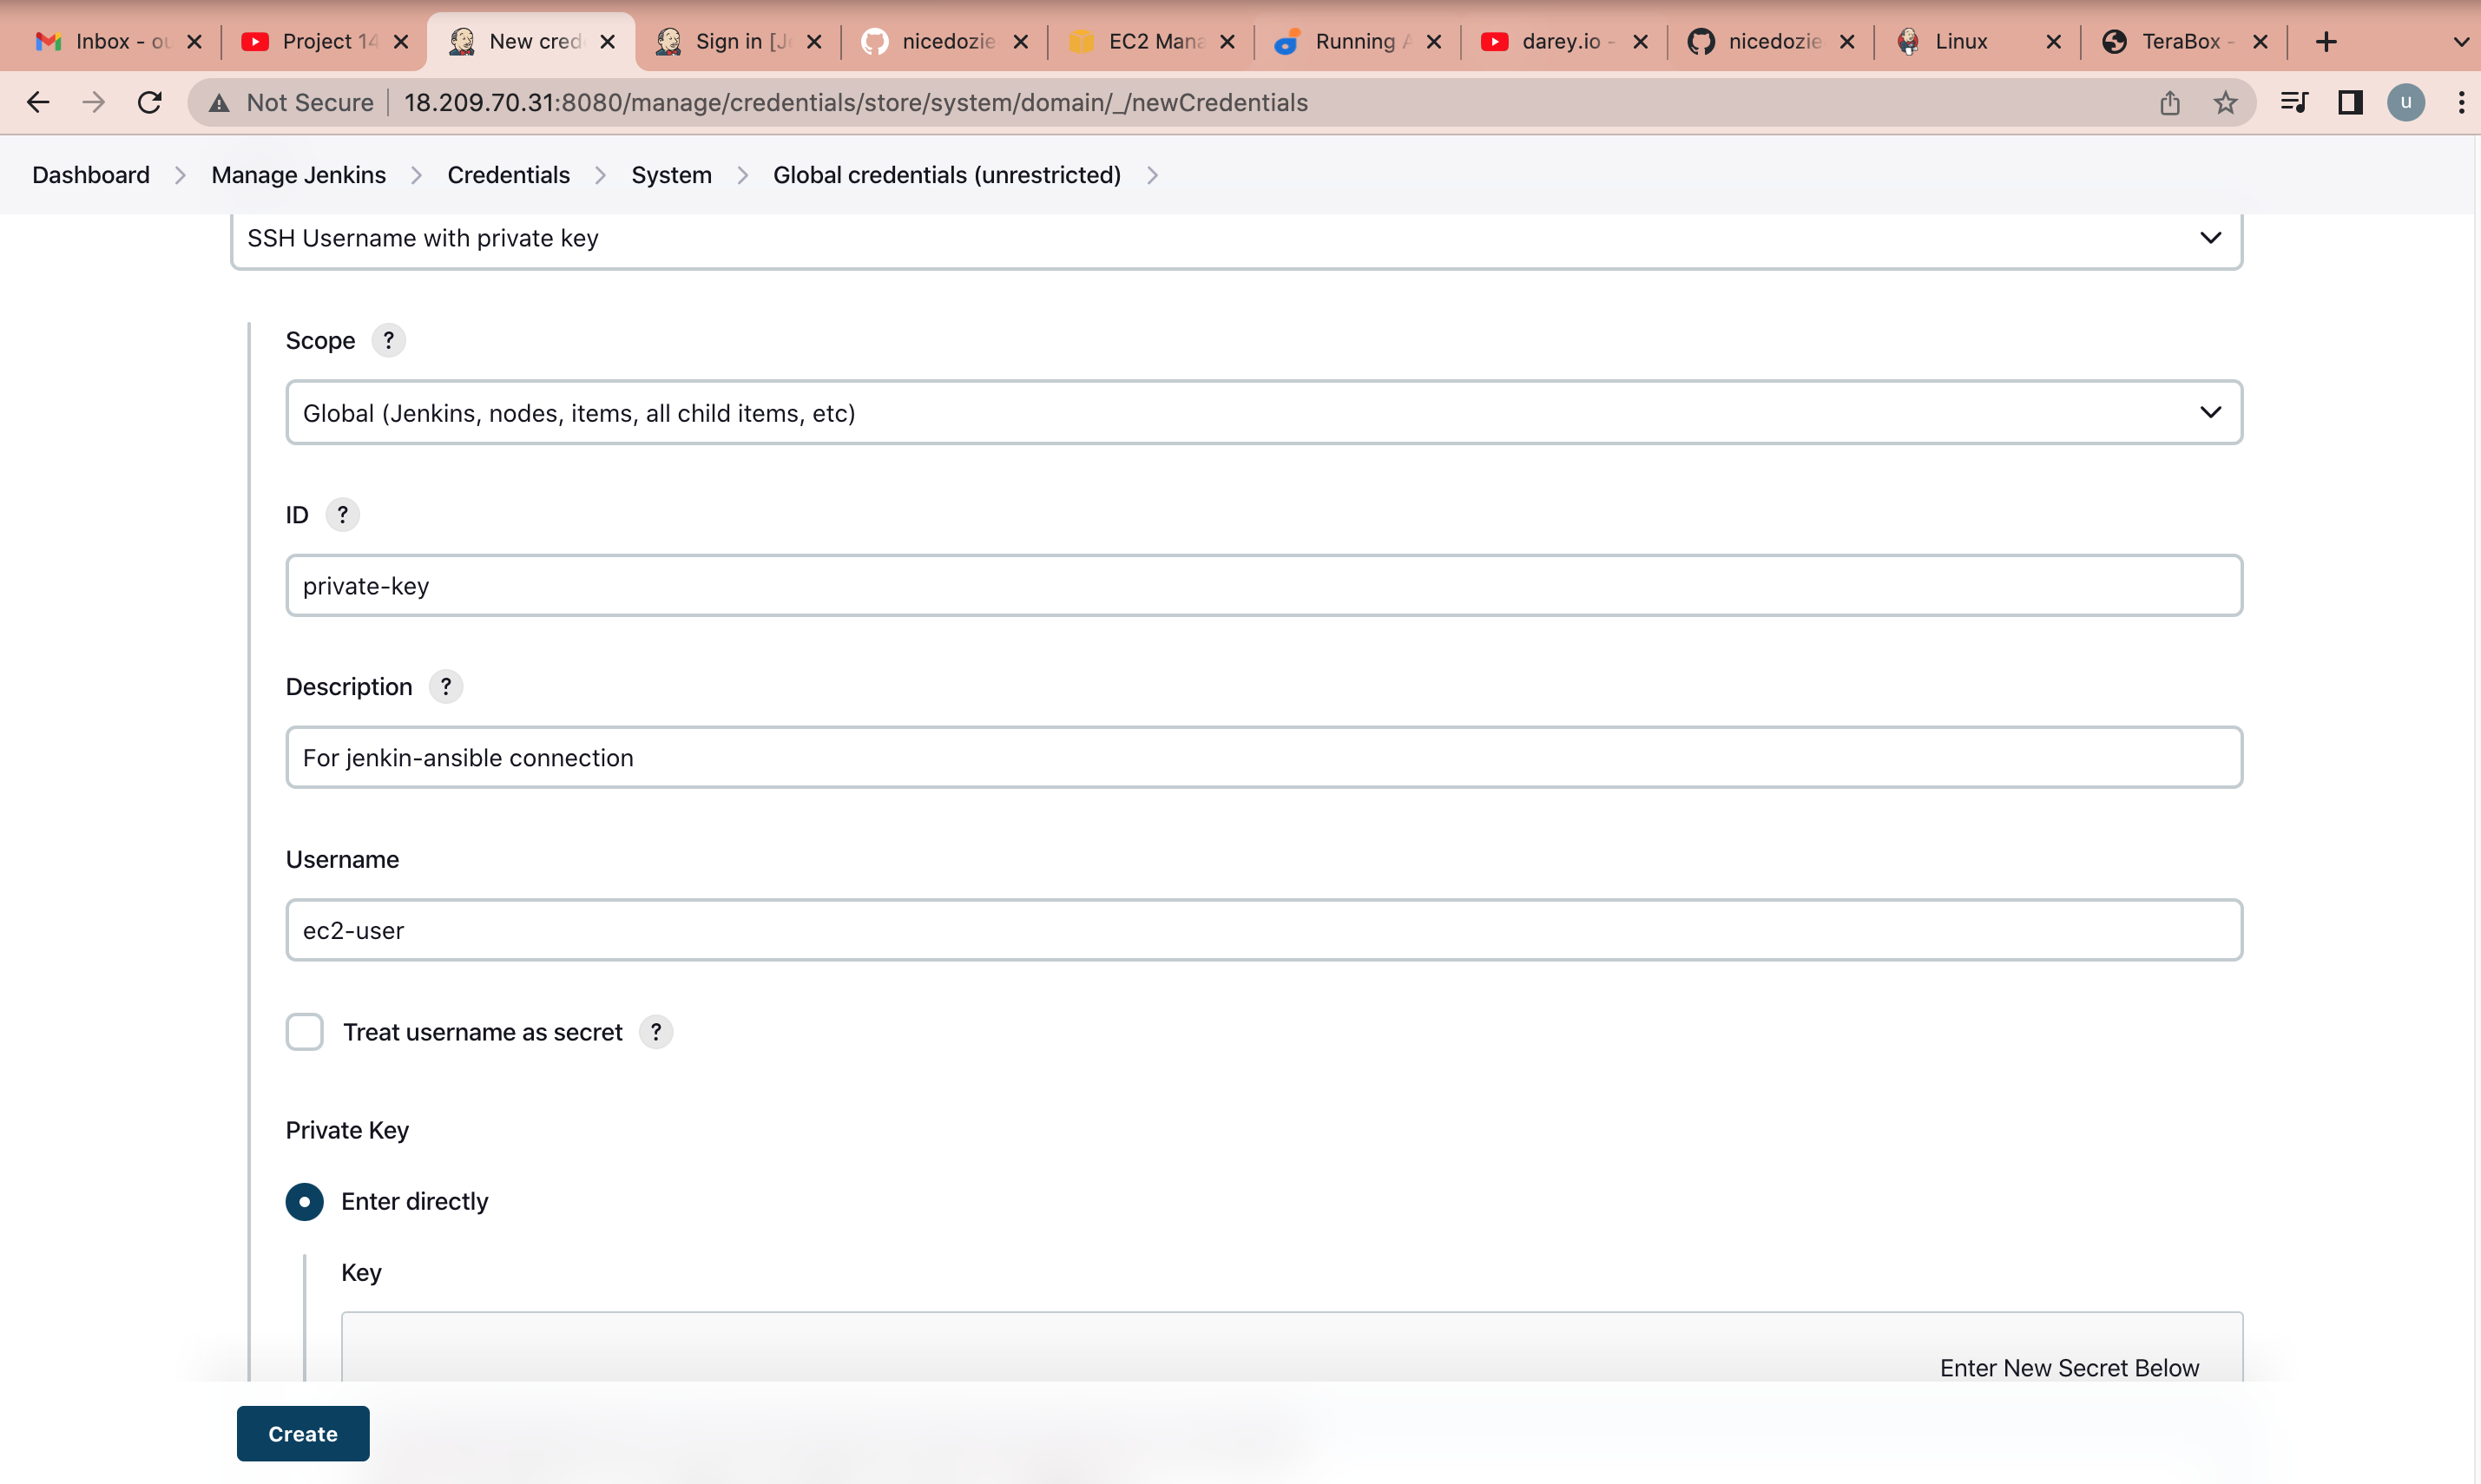 Inbox - ou
Project 14
New cred
Sign in [Je
nicedozie
EC2 Mana
Running A
darey.io -
nicedozie
Linux
TeraBox -
Not Secure
18.209.70.31:8080/manage/credentials/store/system/domain/_/newCredentials
u
Dashboard
Manage Jenkins
Credentials
System
Global credentials (unrestricted)
SSH Username with private key
Scope ?
Global (Jenkins, nodes, items, all child items, etc)
ID ?
private-key
Description ?
For jenkin-ansible connection
Username
ec2-user
Treat username as secret ?
Private Key
Enter directly
Key
Enter New Secret Below
Create